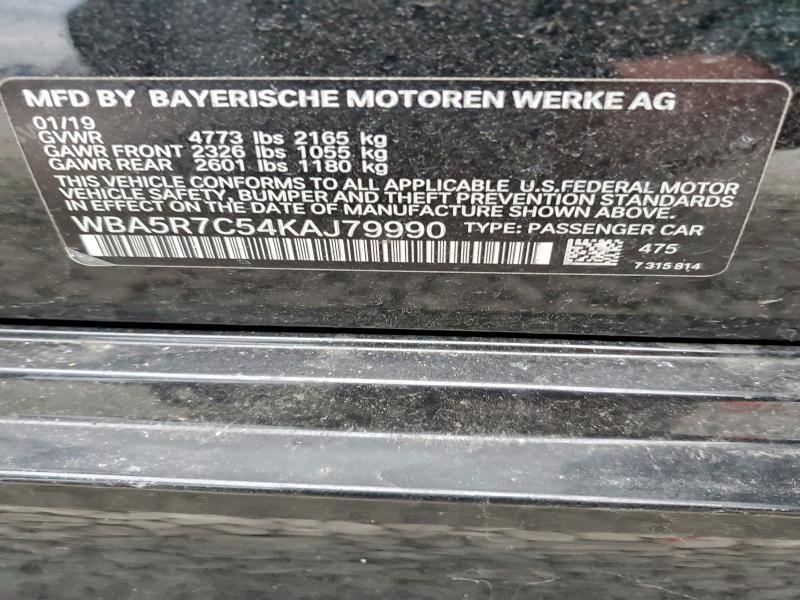 MFD BY BAYERISCHE MOTOREN WERKE AG
01/19
GVWR 4773 lbs 2165 kg
GAWR FRONT 2326 lbs 1055 kg
GAWR REAR 2601 lbs 1180 kg
THIS VEHICLE CONFORMS TO ALL APPLICABLE U.S.FEDERAL MOTOR
VEHICLE SAFETY, BUMPER AND THEFT PREVENTION STANDARDS
IN EFFECT ON THE DATE OF MANUFACTURE SHOWN ABOVE.
WBA5R7C54KAJ79990 TYPE: PASSENGER CAR
475
7 315 814